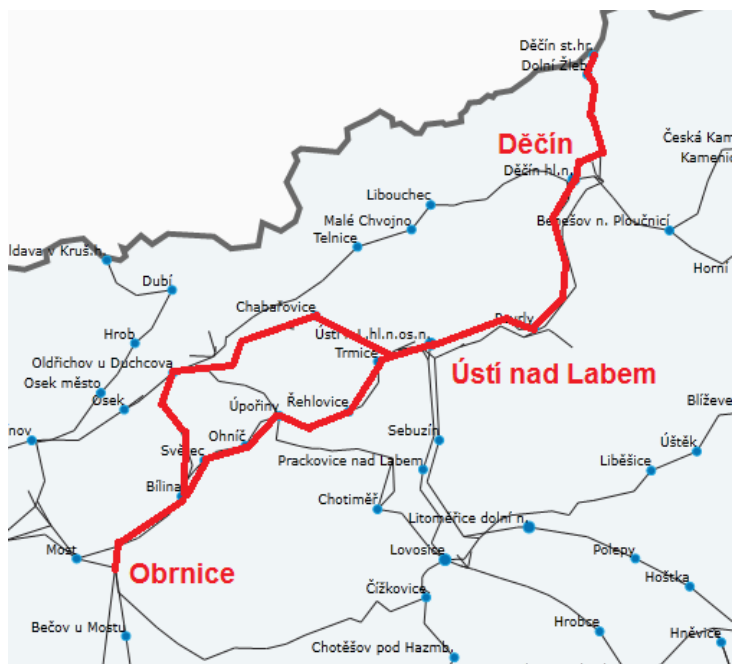 Děčín st.hr.
Dolní Žleb
Česká Kam
Děčín
Kamenic
Děčín hl.n.
Libouchec
Malé Chvojno
Telnice
Benešov n. Ploučnicí
ldava v Kruš.h.
Horní
Dubí
Chabařovice
Hrob
Ústí n.L.hl.n.os.n.
Povrly
Trmice
Oldřichov u Duchcova
Osek město
Osek
Ústí nad Labem
Řehlovice
Úpořiny
Blíževe
nov
Ohníč
Sebuzín
Úštěk
Světec
Prackovice nad Labem
Liběšice
Bílina
Chotiměř
Litoměřice dolní n.
Most
Lovosice
Polepy
Obrnice
Hoštka
Čížkovice
Hrobce
Bečov u Mostu
Hněvice
Chotěšov pod Hazmb.